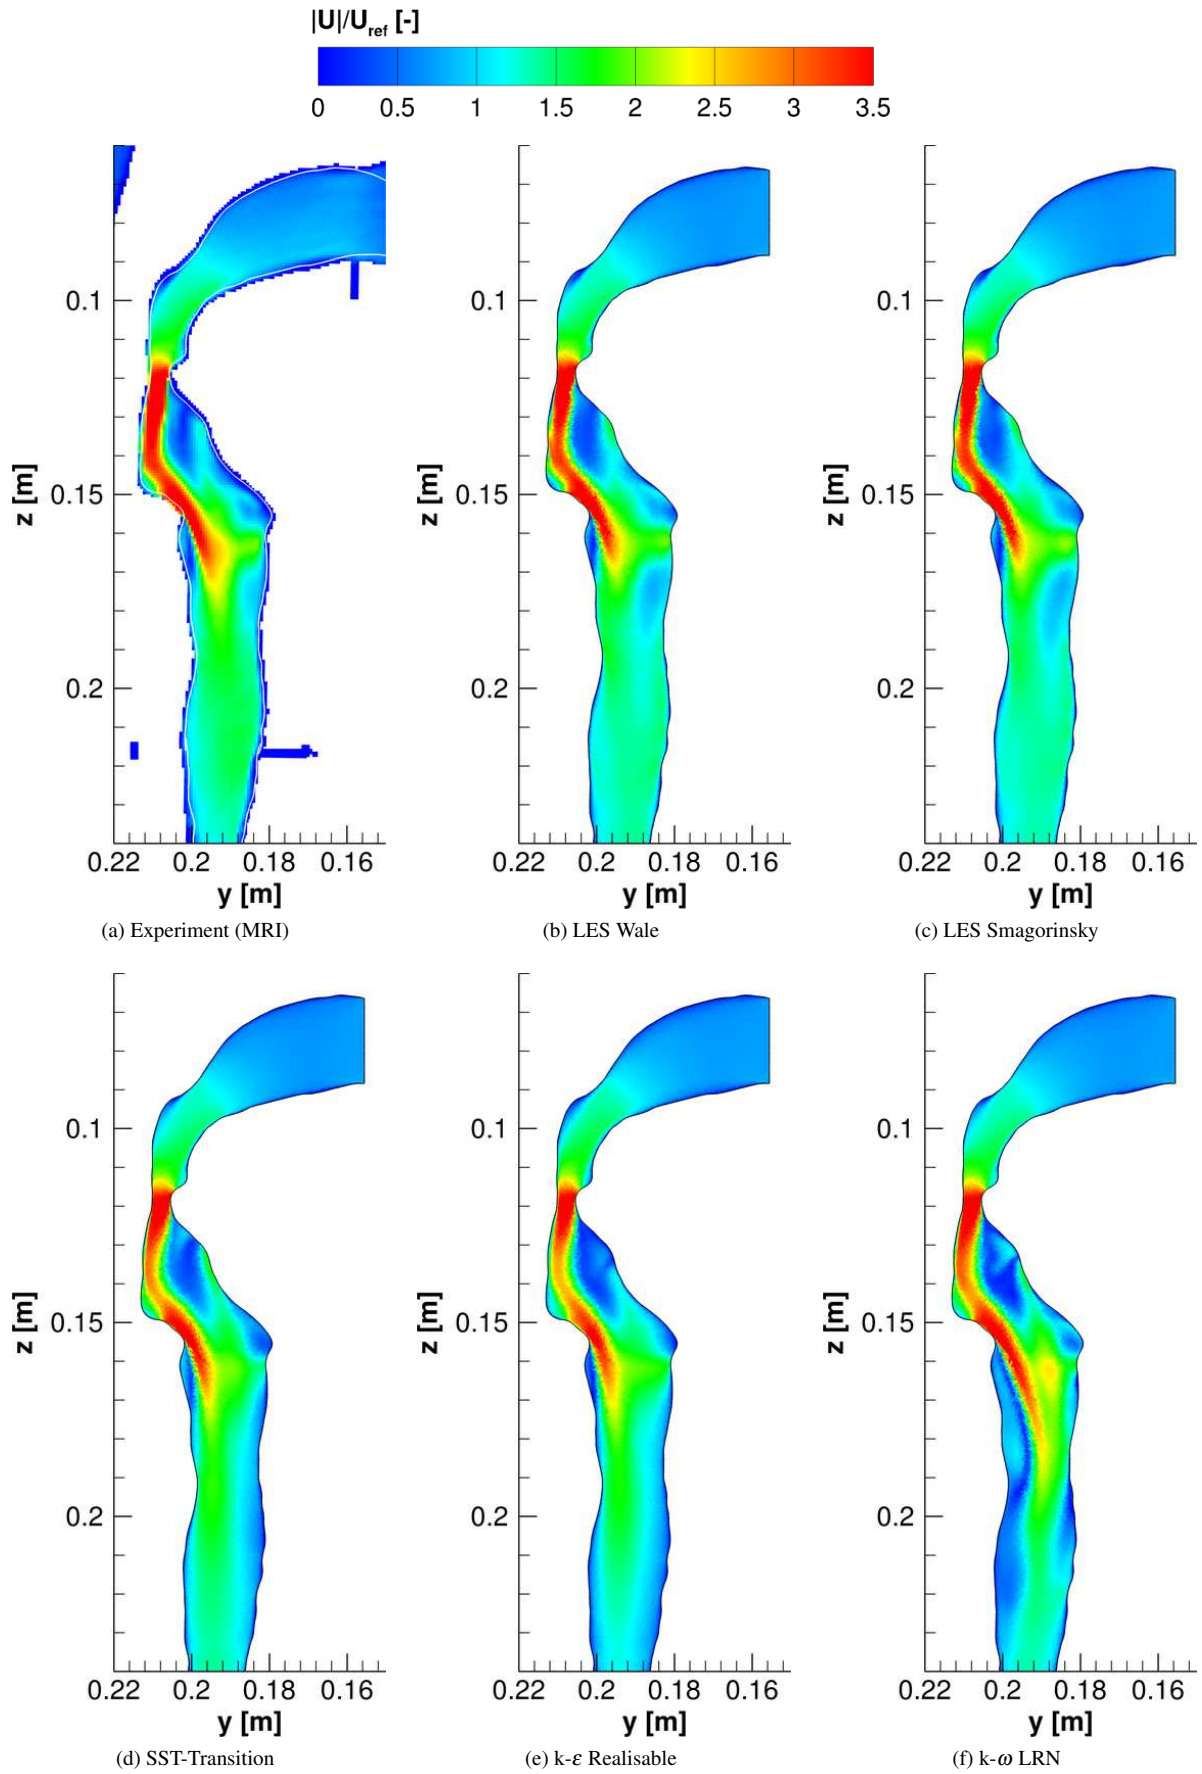 |U|/U_ref [-]
0 0.5 1 1.5 2 2.5 3 3.5
0.1 0.1 0.1
0.15 0.15 0.15
z [m] z [m] z [m]
0.2 0.2 0.2
0.22 0.2 0.18 0.16 0.22 0.2 0.18 0.16 0.22 0.2 0.18 0.16
y [m] y [m] y [m]
(a) Experiment (MRI) (b) LES Wale (c) LES Smagorinsky
0.1 0.1 0.1
0.15 0.15 0.15
z [m] z [m] z [m]
0.2 0.2 0.2
0.22 0.2 0.18 0.16 0.22 0.2 0.18 0.16 0.22 0.2 0.18 0.16
y [m] y [m] y [m]
(d) SST-Transition (e) k-ε Realisable (f) k-ω LRN